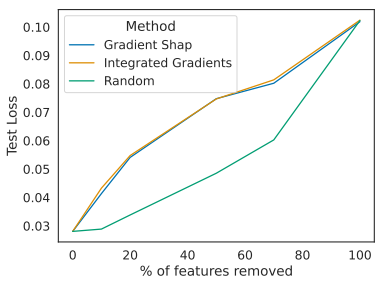 Method
Gradient Shap
Integrated Gradients
Random
Test Loss
0.10
0.09
0.08
0.07
0.06
0.05
0.04
0.03
0 20 40 60 80 100
% of features removed